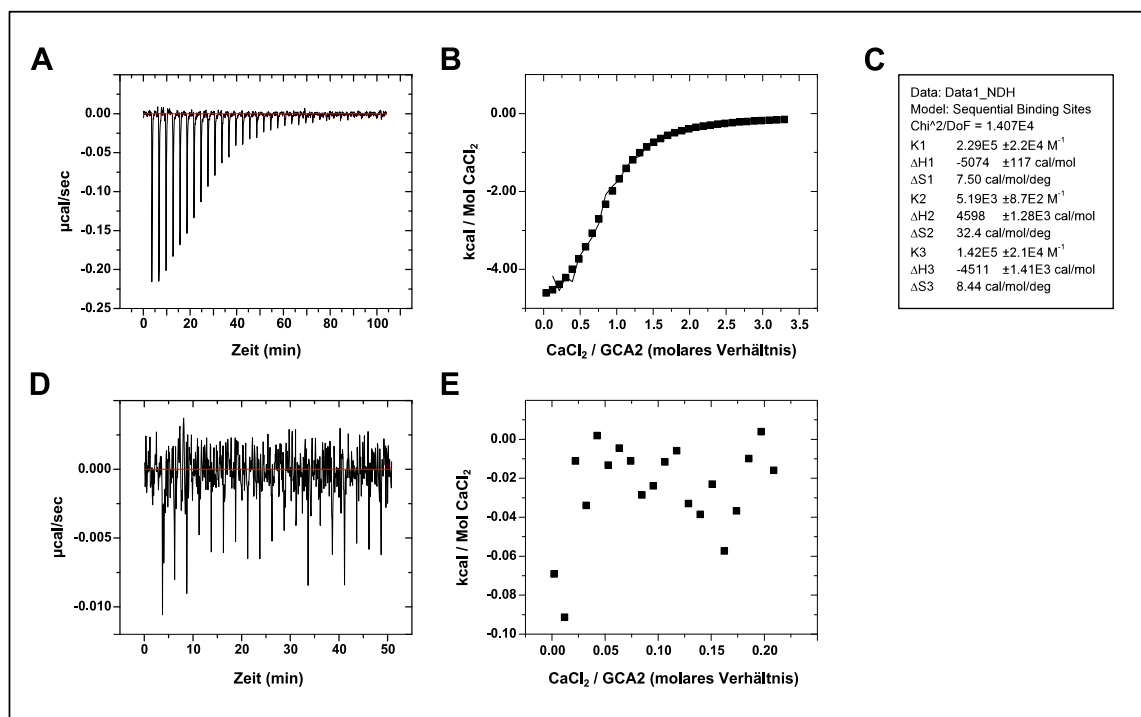 A
0.00
-0.05
-0.10
-0.15
-0.20
-0.25
µcal/sec
0 20 40 60 80 100
Zeit (min)
B
0.00
-2.00
-4.00
kcal / Mol CaCl₂
0.0 0.5 1.0 1.5 2.0 2.5 3.0 3.5
CaCl₂ / GCA2 (molares Verhältnis)
C
Data: Data1_NDH
Model: Sequential Binding Sites
Chi^2/DoF = 1.407E4
K1 2.29E5 ±2.2E4 M⁻¹
ΔH1 -5074 ±117 cal/mol
ΔS1 7.50 cal/mol/deg
K2 5.19E3 ±8.7E2 M⁻¹
ΔH2 4598 ±1.28E3 cal/mol
ΔS2 32.4 cal/mol/deg
K3 1.42E5 ±2.1E4 M⁻¹
ΔH3 -4511 ±1.41E3 cal/mol
ΔS3 8.44 cal/mol/deg
D
0.000
-0.005
-0.010
µcal/sec
0 10 20 30 40 50
Zeit (min)
E
0.00
-0.02
-0.04
-0.06
-0.08
-0.10
kcal / Mol CaCl₂
0.00 0.05 0.10 0.15 0.20
CaCl₂ / GCA2 (molares Verhältnis)